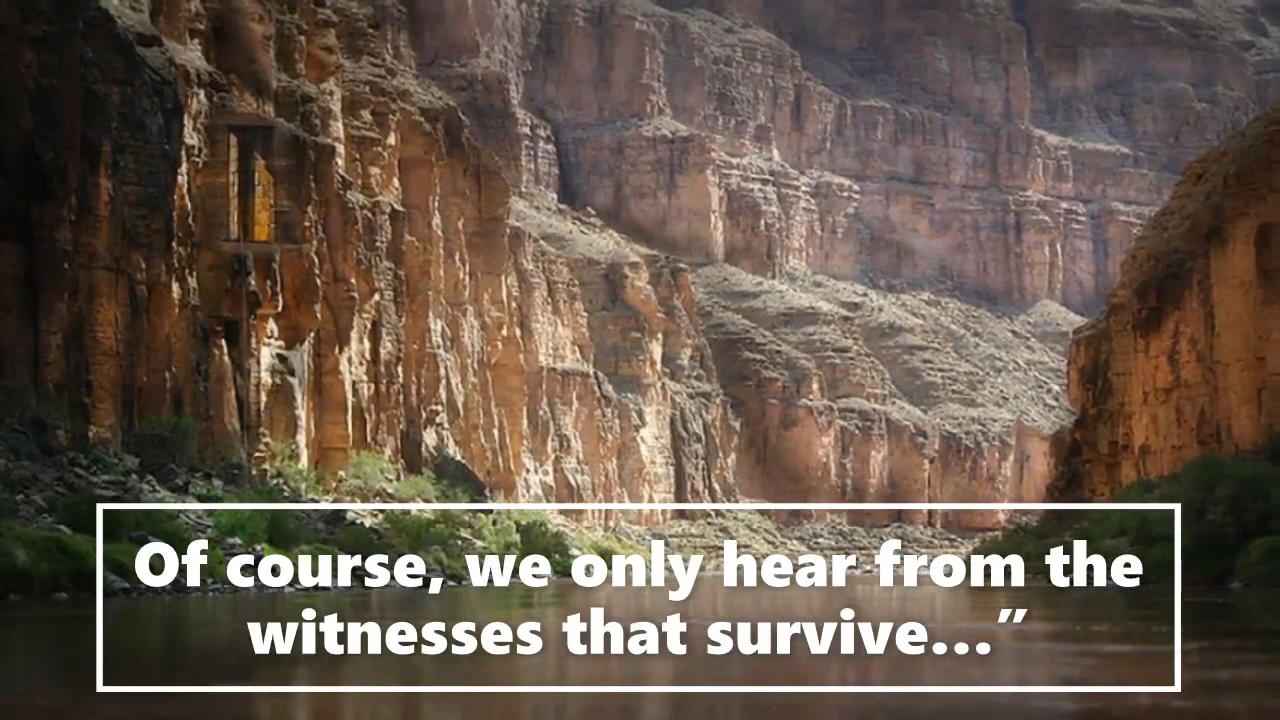 Of course, we only hear from the
witnesses that survive…”